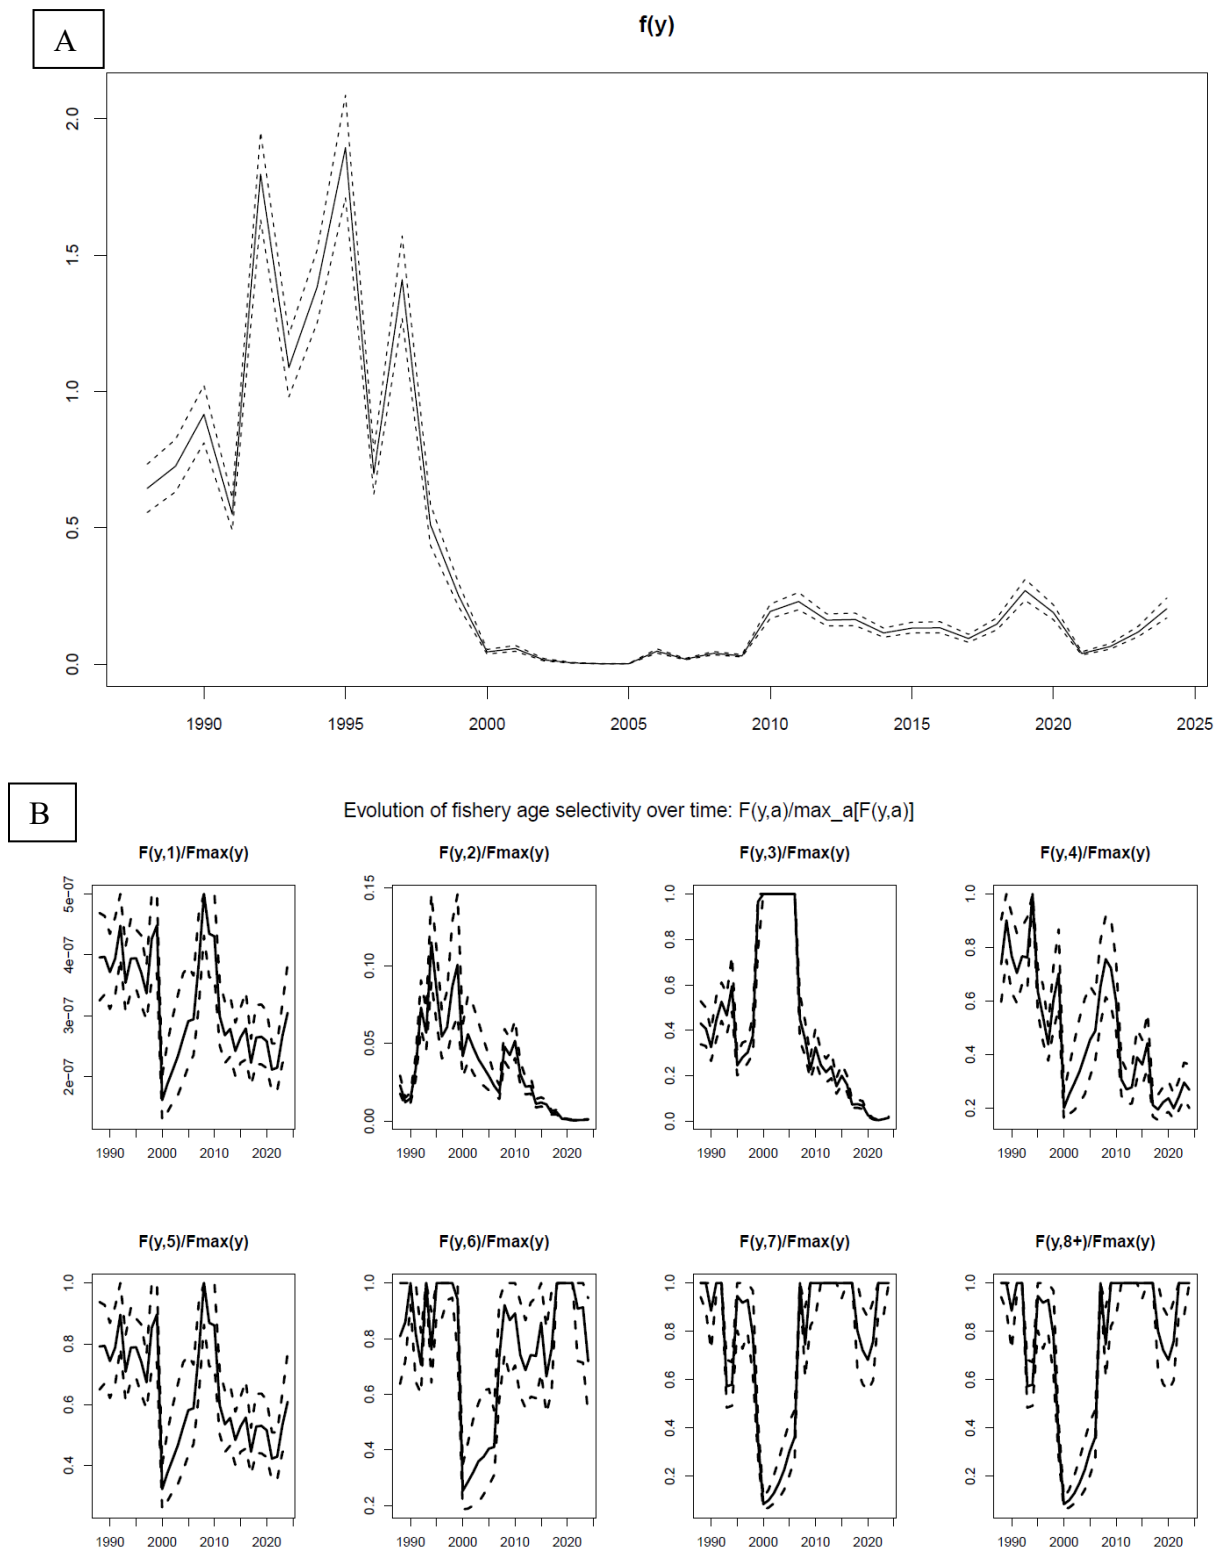 A
f(y)
2.0
1.5
1.0
0.5
0.0
1990 1995 2000 2005 2010 2015 2020 2025
B
Evolution of fishery age selectivity over time: F(y,a)/max_a[F(y,a)]
F(y,1)/Fmax(y) F(y,2)/Fmax(y) F(y,3)/Fmax(y) F(y,4)/Fmax(y)
5e-07
4e-07
3e-07
2e-07
1990 2000 2010 2020
0.15
0.10
0.05
0.00
1990 2000 2010 2020
1.0
0.8
0.6
0.4
0.2
0.0
1990 2000 2010 2020
1.0
0.8
0.6
0.4
0.2
1990 2000 2010 2020
F(y,5)/Fmax(y) F(y,6)/Fmax(y) F(y,7)/Fmax(y) F(y,8+)/Fmax(y)
1.0
0.8
0.6
0.4
1990 2000 2010 2020
1.0
0.8
0.6
0.4
0.2
1990 2000 2010 2020
1.0
0.8
0.6
0.4
0.2
1990 2000 2010 2020
1.0
0.8
0.6
0.4
0.2
1990 2000 2010 2020